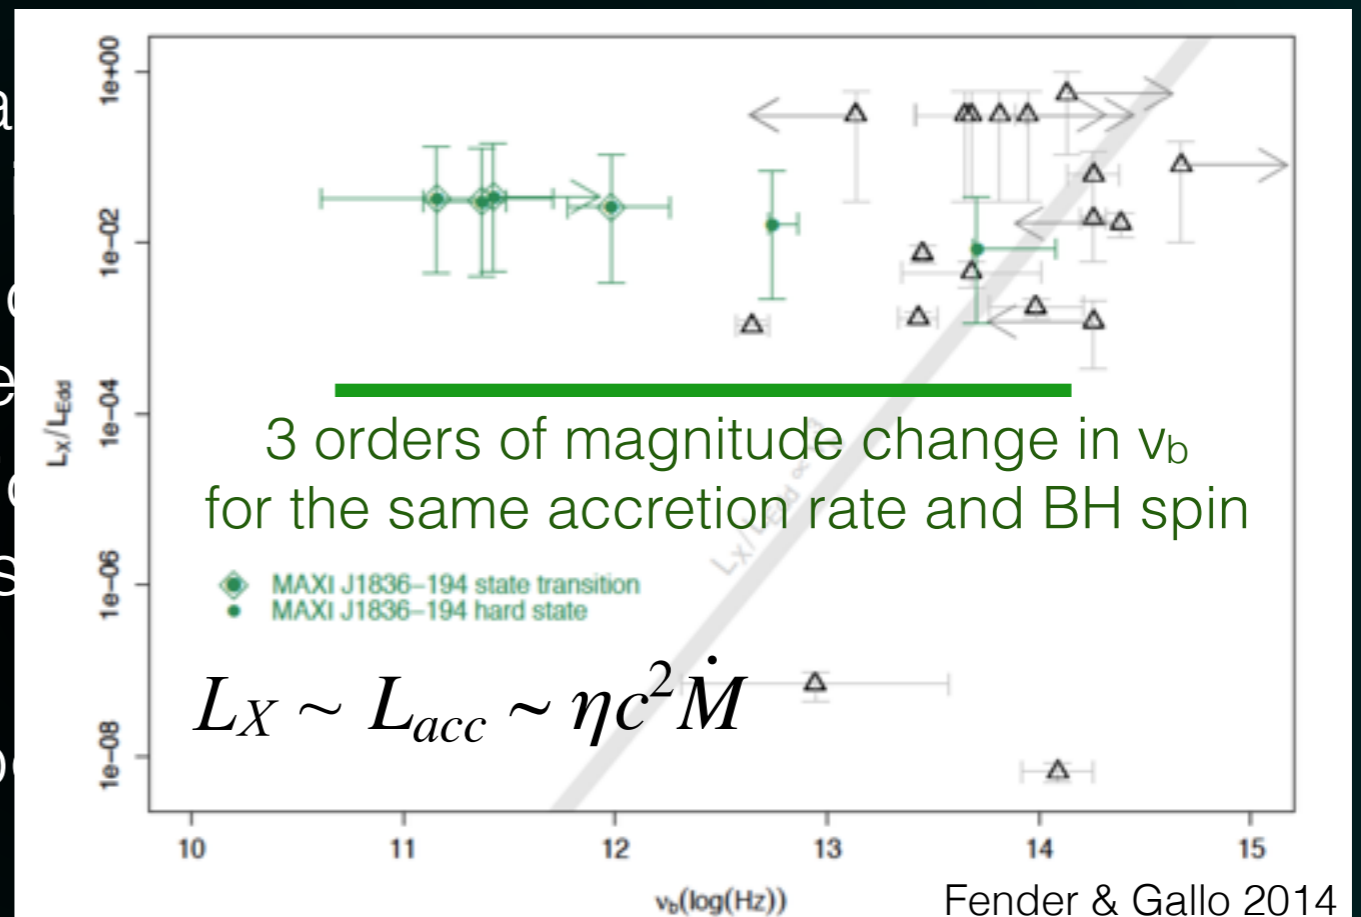 1e+00
1e-02
1e-04
1e-06
1e-08
L_X/L_Edd
3 orders of magnitude change in ν_b
for the same accretion rate and BH spin
L_X/L_Edd ∝
MAXI J1836–194 state transition
MAXI J1836–194 hard state
L_X ~ L_acc ~ ηc²Ṁ
10 11 12 13 14 15
ν_b(log(Hz))
Fender & Gallo 2014